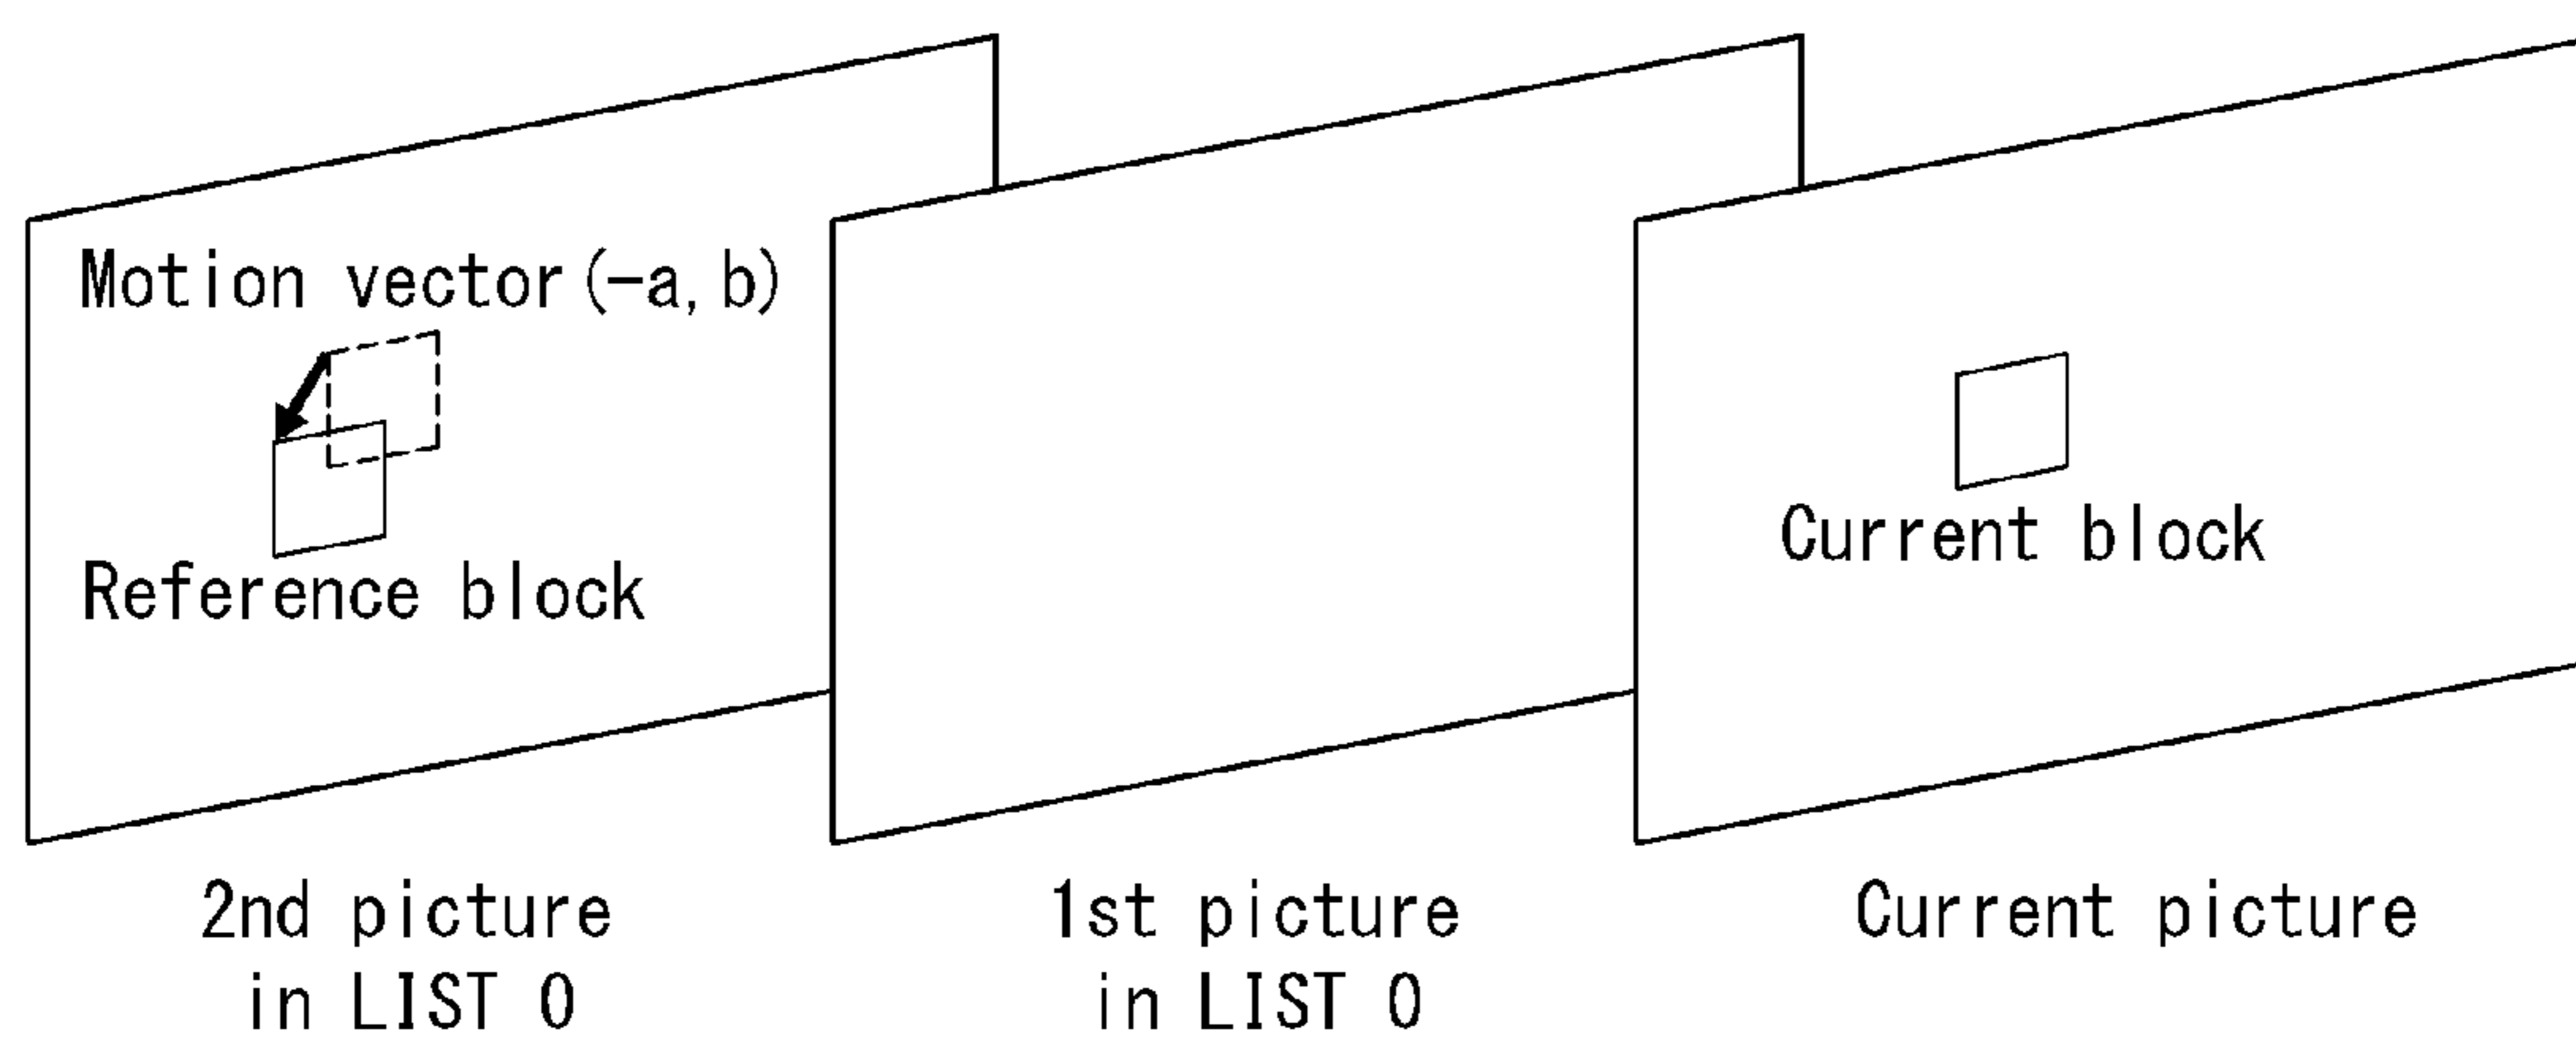 Motion vector(-a,b)
Reference block
Current block
2nd picture
in LIST 0
1st picture
in LIST 0
Current picture